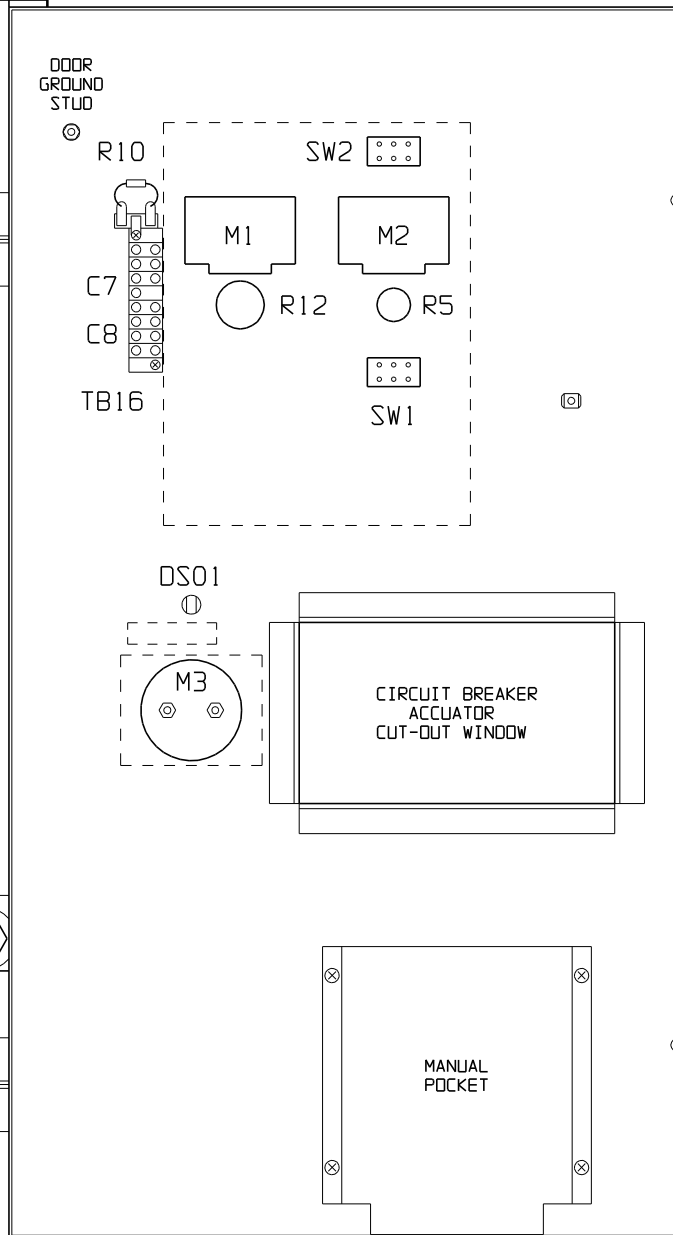 DOOR
GROUND
STUD
R10
SW2
M1
M2
C7
R12
R5
C8
TB16
SW1
DS01
M3
CIRCUIT BREAKER
ACCUATOR
CUT-OUT WINDOW
MANUAL
POCKET